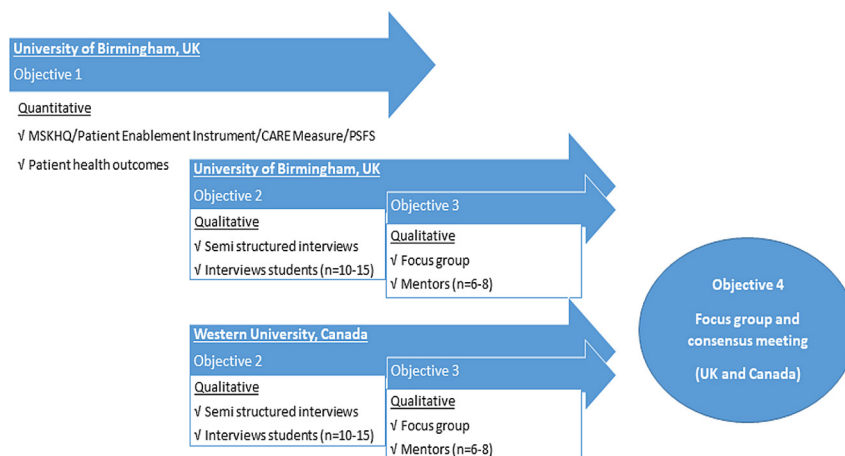 University of Birmingham, UK
Objective 1
Quantitative
√ MSKHQ/Patient Enablement Instrument/CARE Measure/PSFS
√ Patient health outcomes
University of Birmingham, UK
Objective 2
Qualitative
√ Semi structured interviews
√ Interviews students (n=10-15)
Objective 3
Qualitative
√ Focus group
√ Mentors (n=6-8)
Western University, Canada
Objective 2
Qualitative
√ Semi structured interviews
√ Interviews students (n=10-15)
Objective 3
Qualitative
√ Focus group
√ Mentors (n=6-8)
Objective 4
Focus group and
consensus meeting
(UK and Canada)